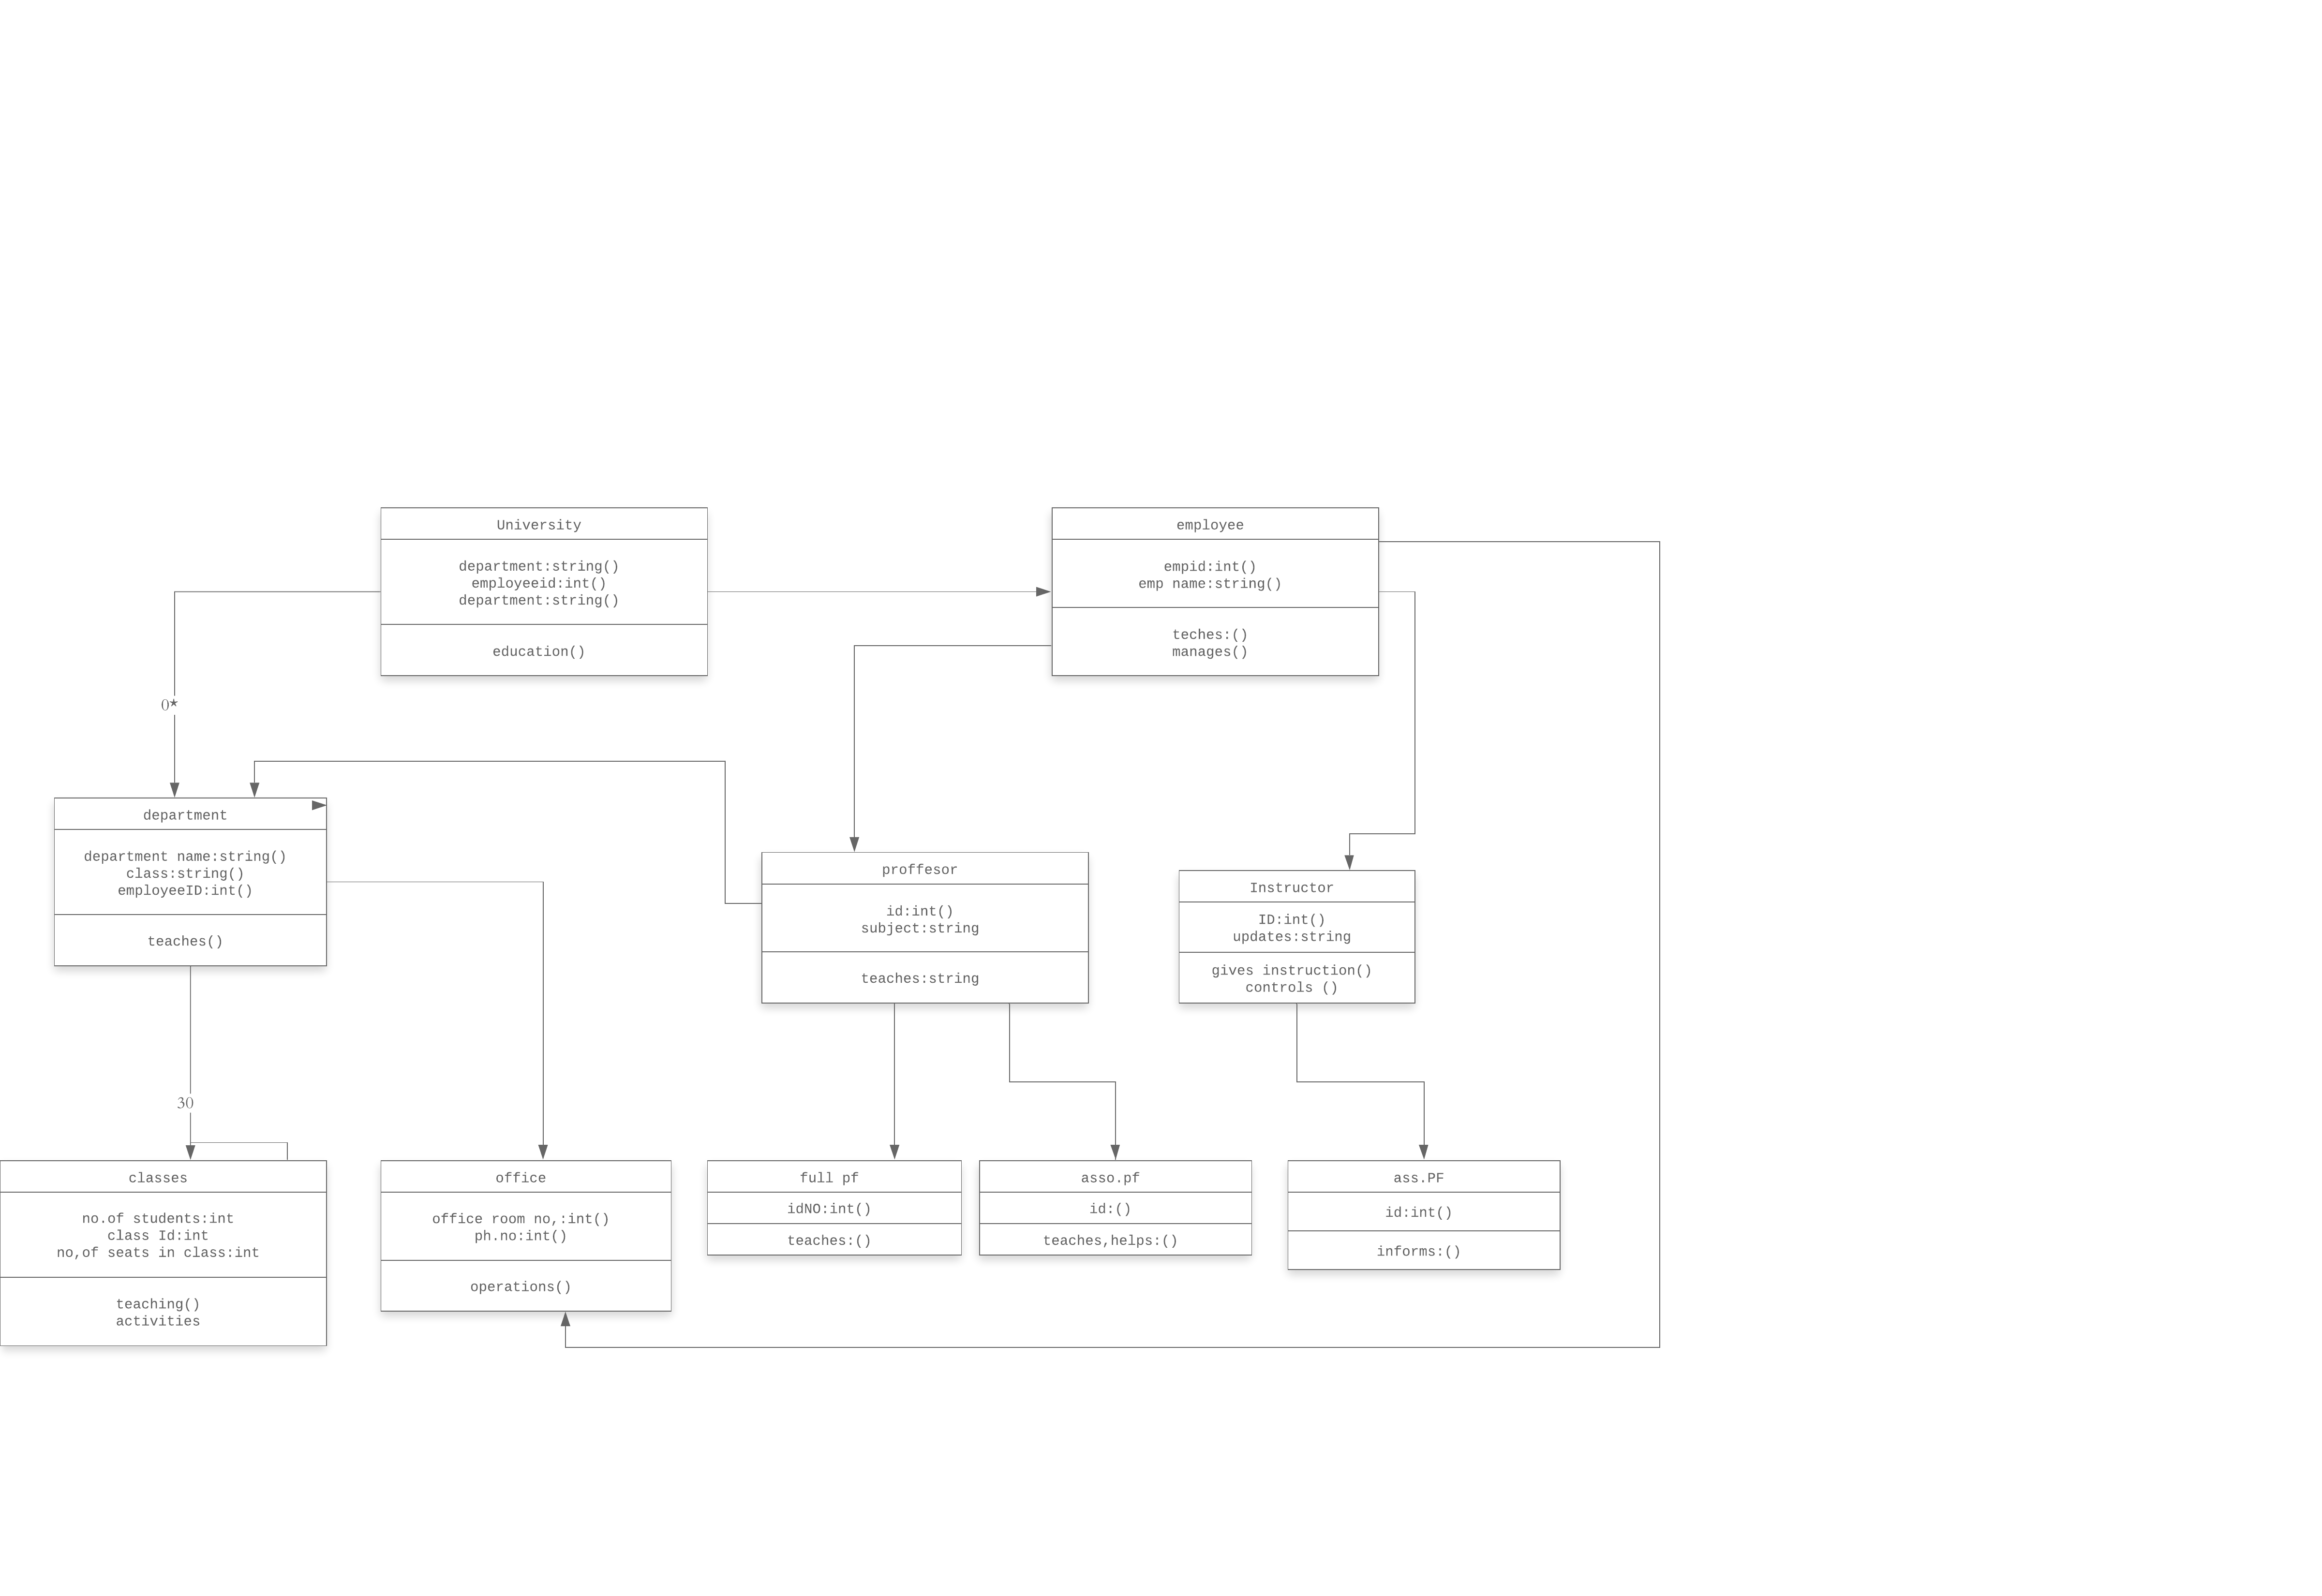 University
department:string()
employeeid:int()
department:string()
education()
employee
empid:int()
emp name:string()
teches:()
manages()
0*
department
department name:string()
class:string()
employeeID:int()
teaches()
proffesor
id:int()
subject:string
teaches:string
Instructor
ID:int()
updates:string
gives instruction()
controls ()
30
classes
no.of students:int
class Id:int
no,of seats in class:int
teaching()
activities
office
office room no,:int()
ph.no:int()
operations()
full pf
idNO:int()
teaches:()
asso.pf
id:()
teaches,helps:()
ass.PF
id:int()
informs:()